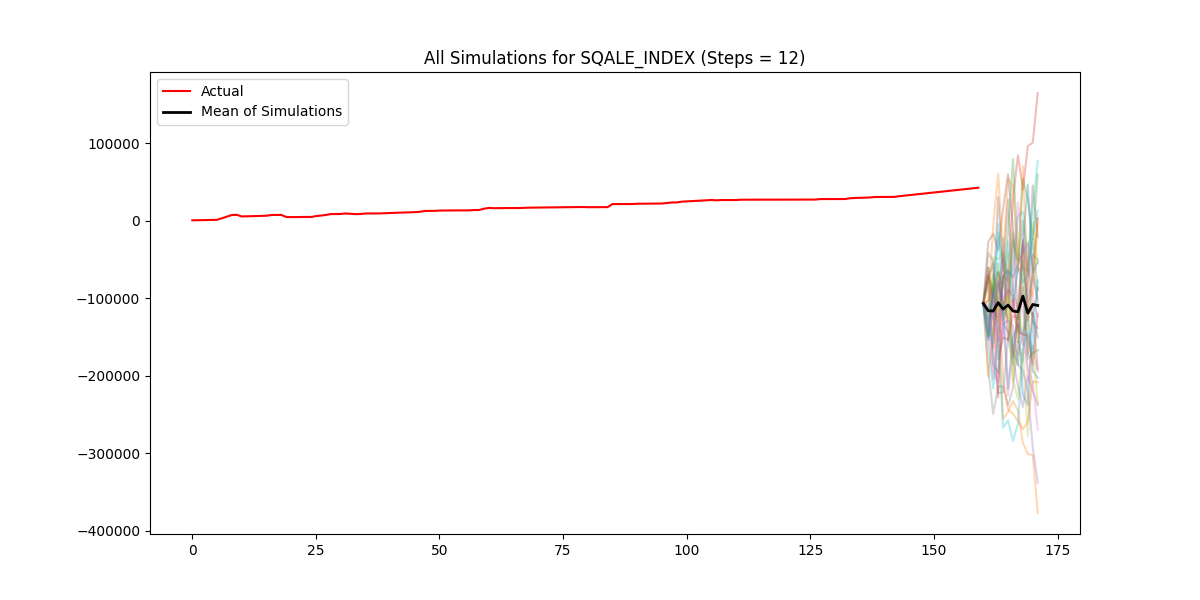 All Simulations for SQALE_INDEX (Steps = 12)
Actual
Mean of Simulations
100000
0
−100000
−200000
−300000
−400000
0 25 50 75 100 125 150 175